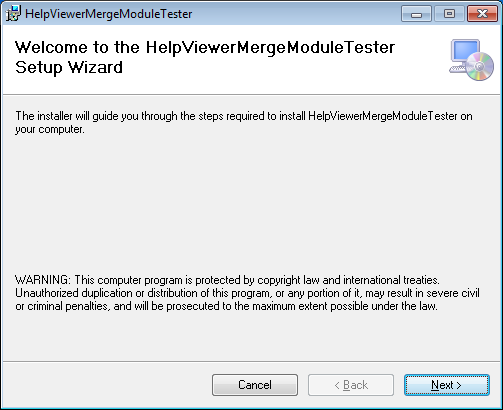 HelpViewerMergeModuleTester
Welcome to the HelpViewerMergeModuleTester
Setup Wizard
The installer will guide you through the steps required to install HelpViewerMergeModuleTester on
your computer.
WARNING: This computer program is protected by copyright law and international treaties.
Unauthorized duplication or distribution of this program, or any portion of it, may result in severe civil
or criminal penalties, and will be prosecuted to the maximum extent possible under the law.
Cancel < Back Next >